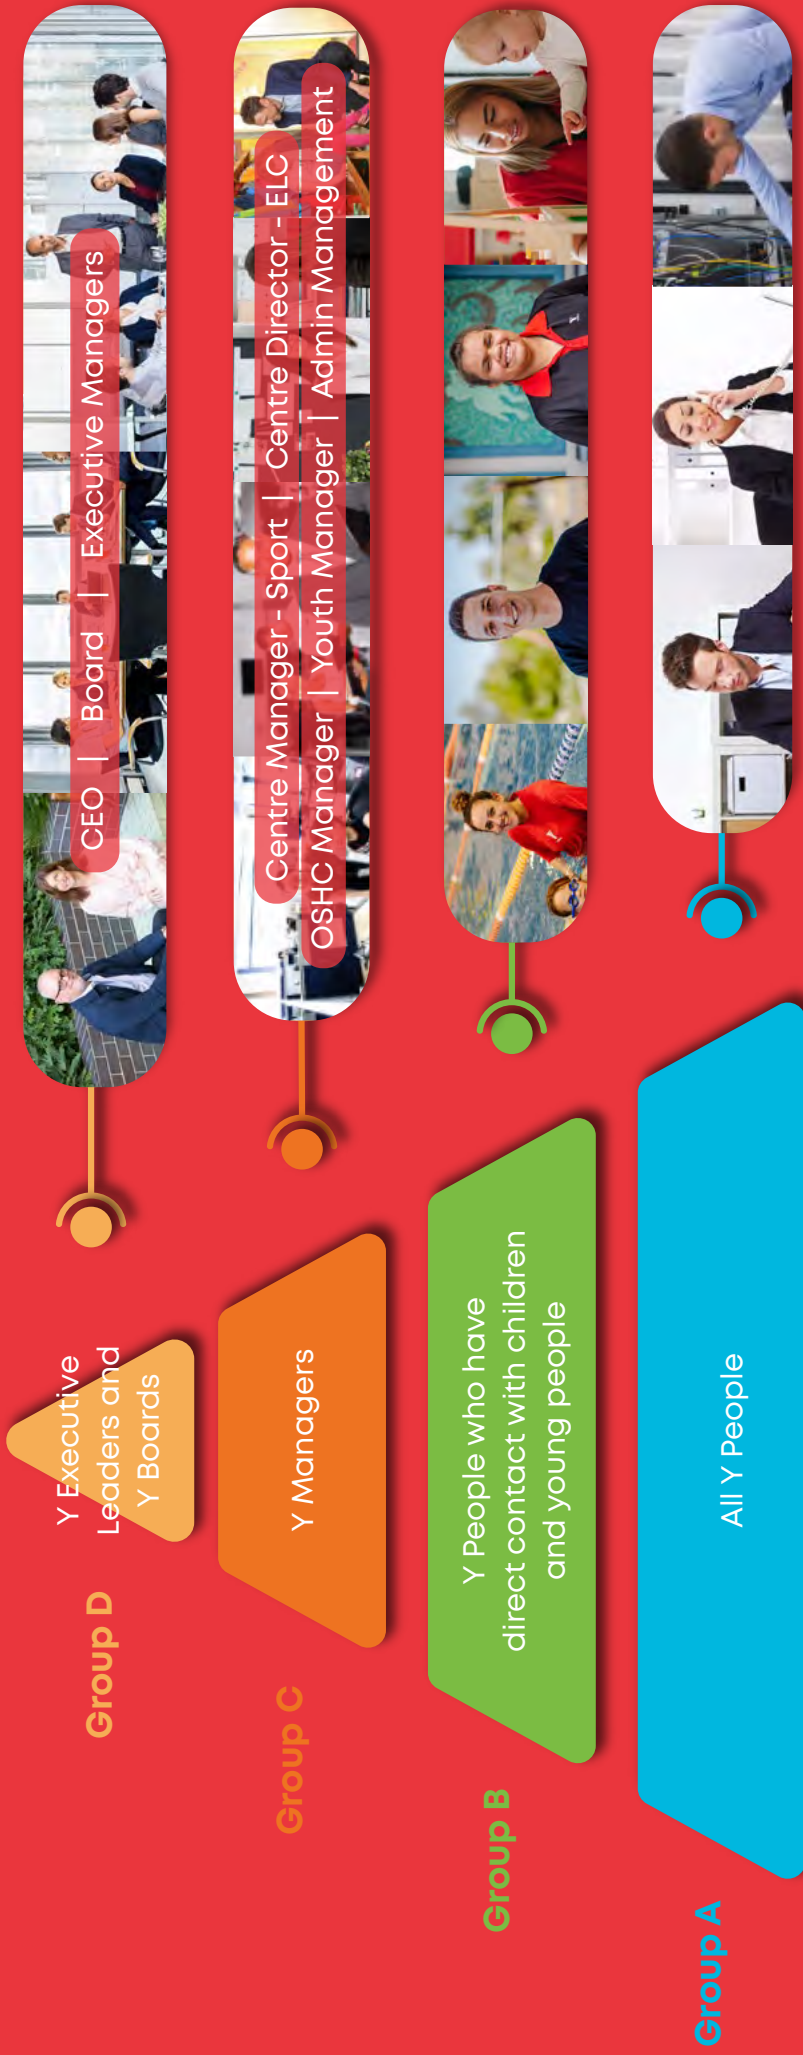 Group D
Y Executive
Leaders and
Y Boards
CEO | Board | Executive Managers
Group C
Y Managers
Centre Manager - Sport | Centre Director - ELC
OSHC Manager | Youth Manager | Admin Management
Group B
Y People who have
direct contact with children
and young people
Group A
All Y People